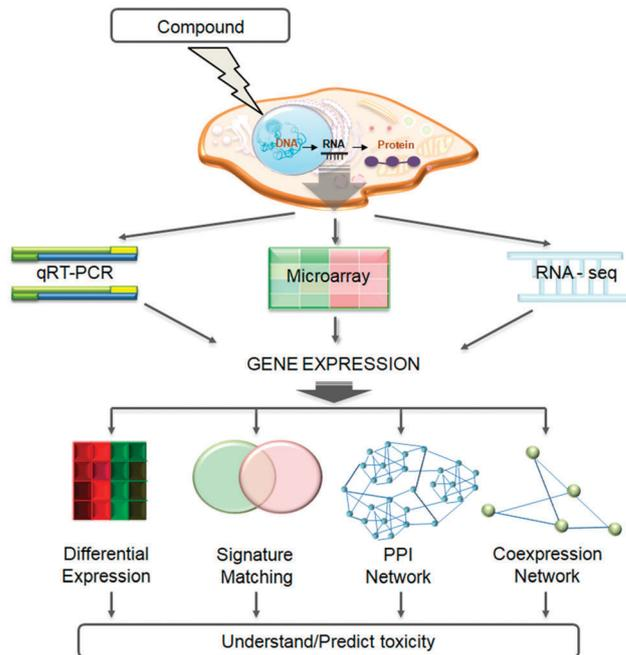 Compound
DNA RNA Protein
qRT-PCR
Microarray
RNA - seq
GENE EXPRESSION
Differential
Expression
Signature
Matching
PPI
Network
Coexpression
Network
Understand/Predict toxicity